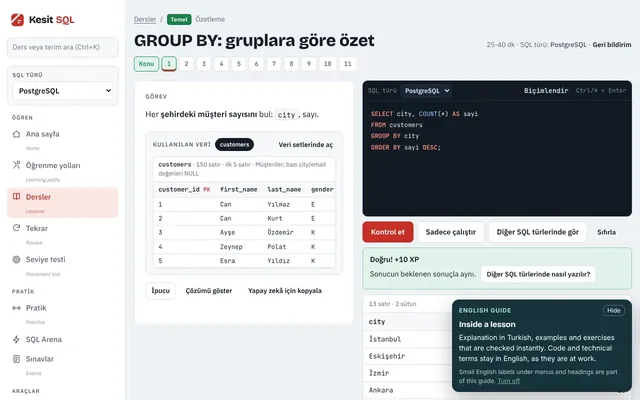 Kesit SQL
Ders veya terim ara (Ctrl+K)
SQL TÜRÜ
PostgreSQL
ÖĞREN
Ana sayfa
Home
Öğrenme yolları
Learning paths
Dersler
Lessons
Tekrar
Review
Seviye testi
Placement test
PRATİK
Pratik
Practice
SQL Arena
Sınavlar
Exams
ARAÇLAR
Dersler / Temel Özetleme
GROUP BY: gruplara göre özet
25-40 dk · SQL türü: PostgreSQL · Geri bildirim
Konu 1 2 3 4 5 6 7 8 9 10 11
GÖREV
Her şehirdeki müşteri sayısını bul: city, sayı.
KULLANILAN VERİ customers Veri setlerinde aç
customers · 150 satır · ilk 5 satır · Müşteriler; bazı city/email
değerleri NULL
customer_id PK first_name last_name gender
1 Can Yılmaz E
2 Can Kurt E
3 Ayşe Özdemir K
4 Zeynep Polat K
5 Esra Yıldız K
İpucu Çözümü göster Yapay zekâ için kopyala
SQL türü PostgreSQL Biçimlendir Ctrl/⌘ + Enter
SELECT city, COUNT(*) AS sayi
FROM customers
GROUP BY city
ORDER BY sayi DESC;
Kontrol et Sadece çalıştır Diğer SQL türlerinde gör Sıfırla
Doğru! +10 XP
Sonucun beklenen sonuçla aynı. Diğer SQL türlerinde nasıl yazılır?
13 satır · 2 sütun
city
İstanbul
Eskişehir
İzmir
Ankara
ENGLISH GUIDE Hide
Inside a lesson
Explanation in Turkish, examples and exercises
that are checked instantly. Code and technical
terms stay in English, as they are at work.
Small English labels under menus and headings are part
of this guide. Turn off